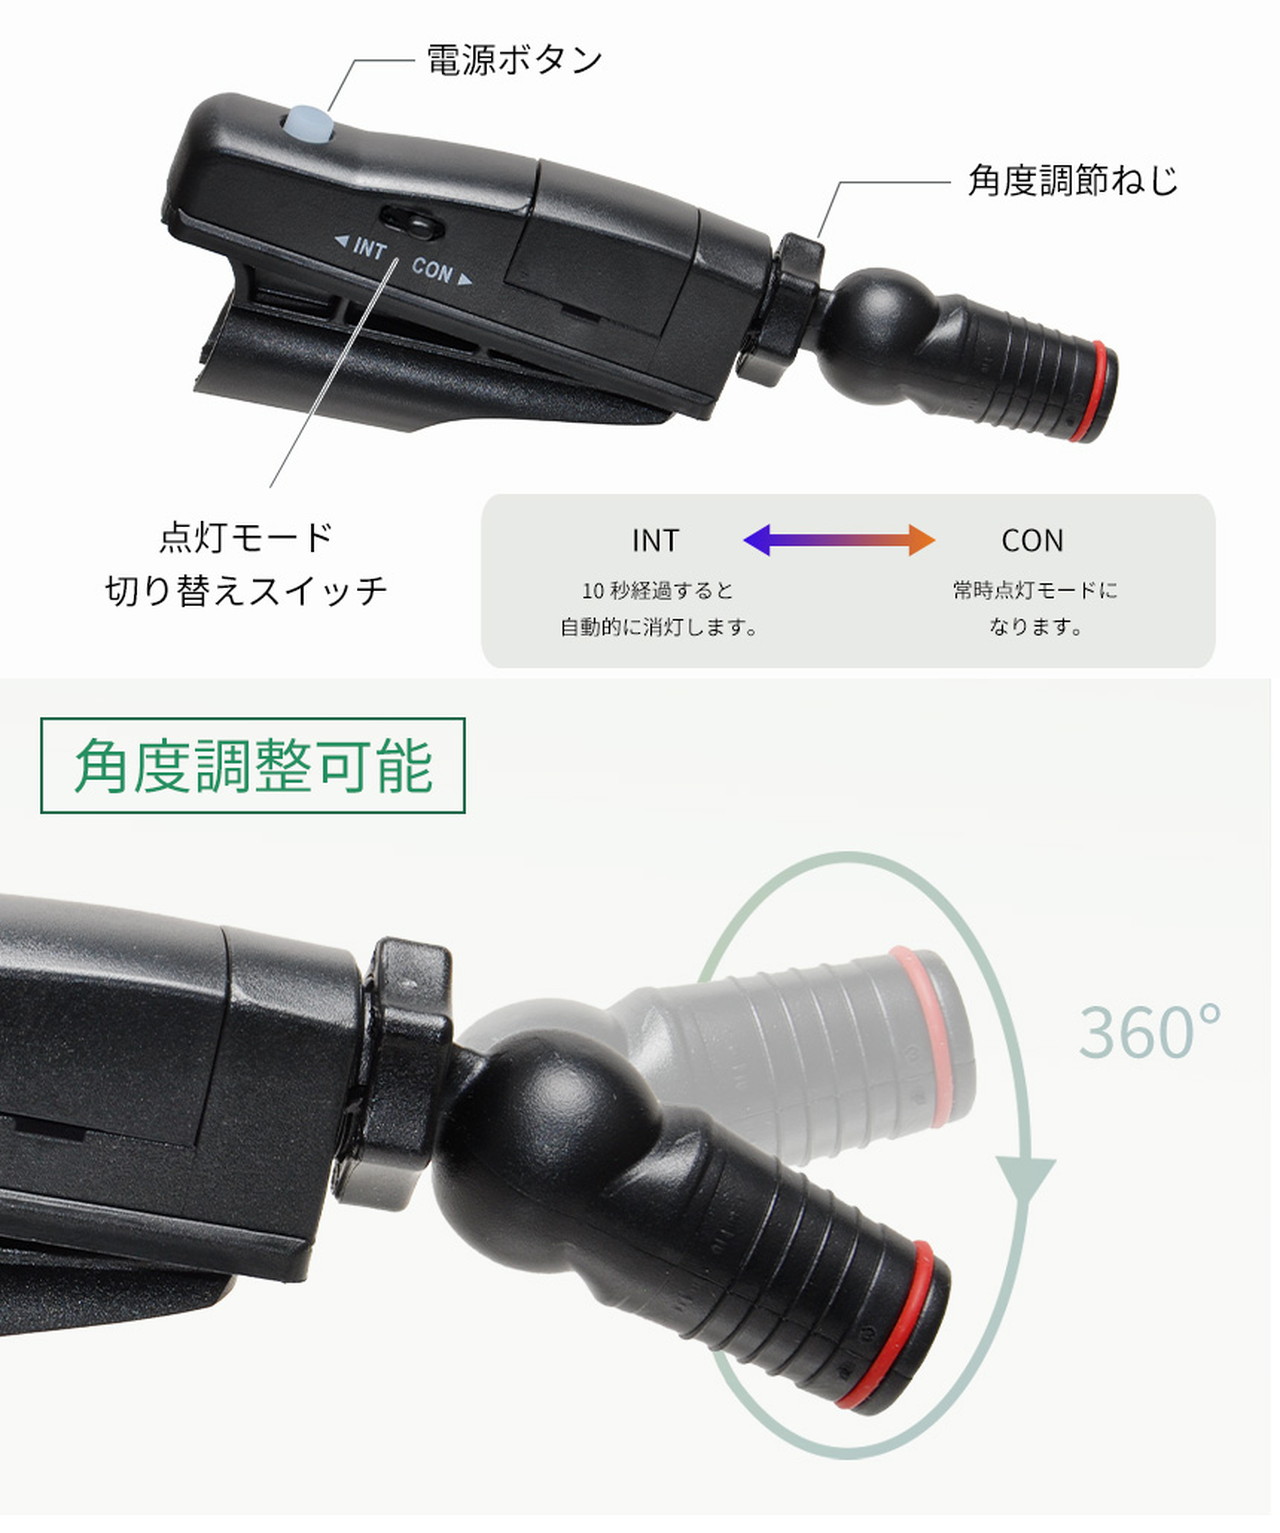 電源ボタン
角度調節ねじ
◀ INT
CON ▶
点灯モード
切り替えスイッチ
INT
CON
10 秒経過すると
自動的に消灯します。
常時点灯モードに
なります。
角度調整可能
360°